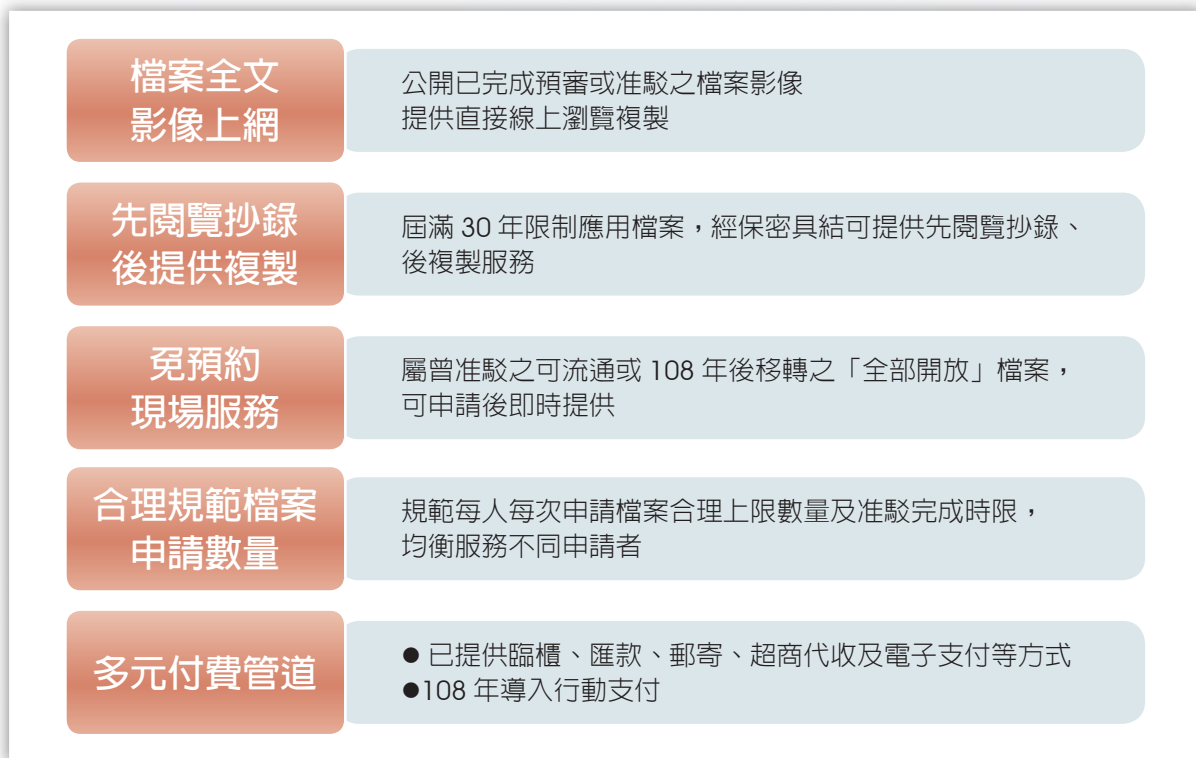 檔案全文
影像上網
公開已完成預審或准駁之檔案影像
提供直接線上瀏覽複製
先閱覽抄錄
後提供複製
屆滿 30 年限制應用檔案，經保密具結可提供先閱覽抄錄、
後複製服務
免預約
現場服務
屬曾准駁之可流通或 108 年後移轉之「全部開放」檔案，
可申請後即時提供
合理規範檔案
申請數量
規範每人每次申請檔案合理上限數量及准駁完成時限，
均衡服務不同申請者
多元付費管道
● 已提供臨櫃、匯款、郵寄、超商代收及電子支付等方式
●108 年導入行動支付